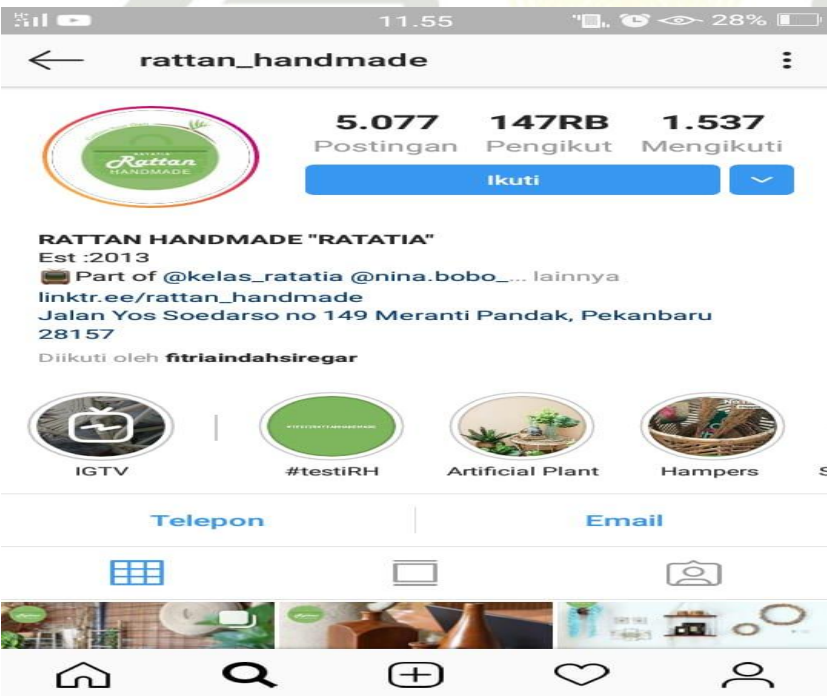 11.55
28%
rattan_handmade
5.077 147RB 1.537
Postingan Pengikut Mengikuti
Rattan
HANDMADE
Ikuti
RATTAN HANDMADE "RATATIA"
Est :2013
Part of @kelas_ratatia @nina.bobo_... lainnya
linktr.ee/rattan_handmade
Jalan Yos Soedarso no 149 Meranti Pandak, Pekanbaru
28157
Diikuti oleh fitriaindahsiregar
IGTV #testiRH Artificial Plant Hampers S
Telepon Email